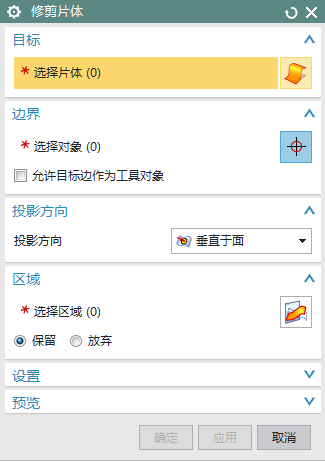 修剪片体
目标
* 选择片体 (0)
边界
* 选择对象 (0)
允许目标边作为工具对象
投影方向
投影方向 垂直于面
区域
* 选择区域 (0)
保留 放弃
设置
预览
确定 应用 取消